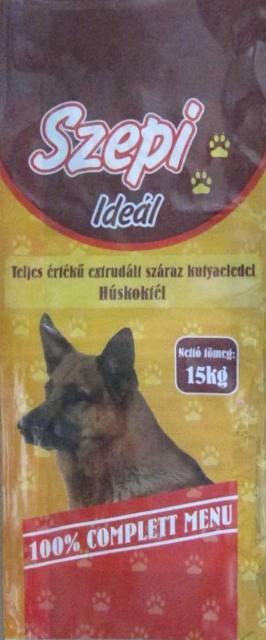 Szepi
Ideál
Teljes értékű extrudált száraz kutyaeledel
Húskoktél
Nettó tömeg:
15kg
100% COMPLETT MENU